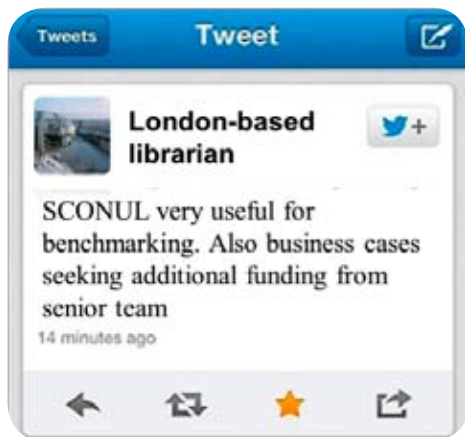 Tweets
Tweet
London-based
librarian
+
SCONUL very useful for
benchmarking. Also business cases
seeking additional funding from
senior team
14 minutes ago